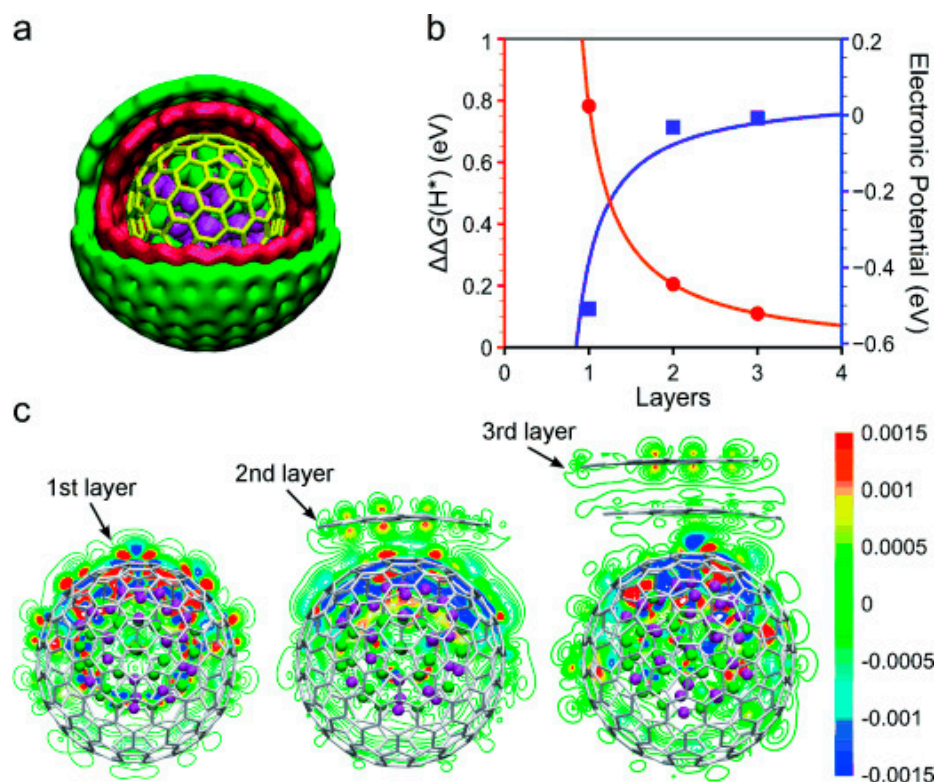 a
b
1
0.8
0.6
0.4
0.2
0
ΔΔG(H*) (eV)
0
1
2
3
4
Layers
0.2
0
−0.2
−0.4
−0.6
Electronic Potential (eV)
c
1st layer
2nd layer
3rd layer
0.0015
0.001
0.0005
0
-0.0005
-0.001
-0.0015